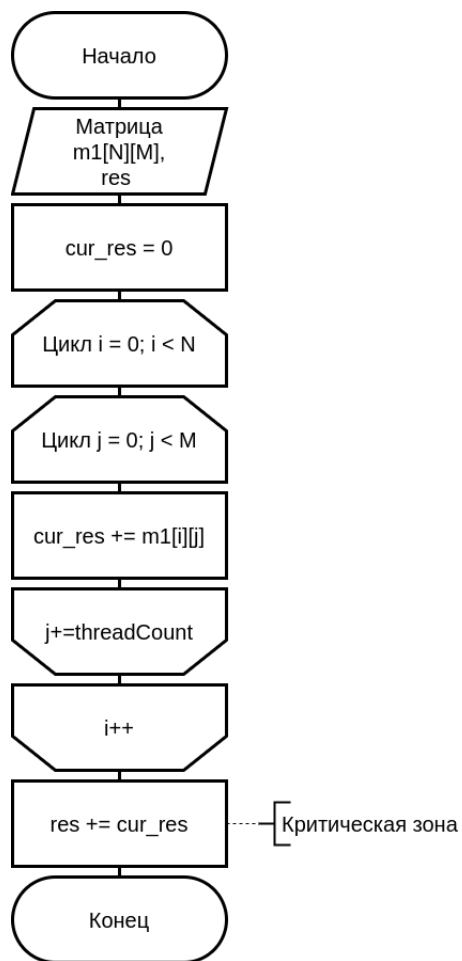 Начало
Матрица
m1[N][M],
res
cur_res = 0
Цикл i = 0; i < N
Цикл j = 0; j < M
cur_res += m1[i][j]
j+=threadCount
i++
res += cur_res
Критическая зона
Конец